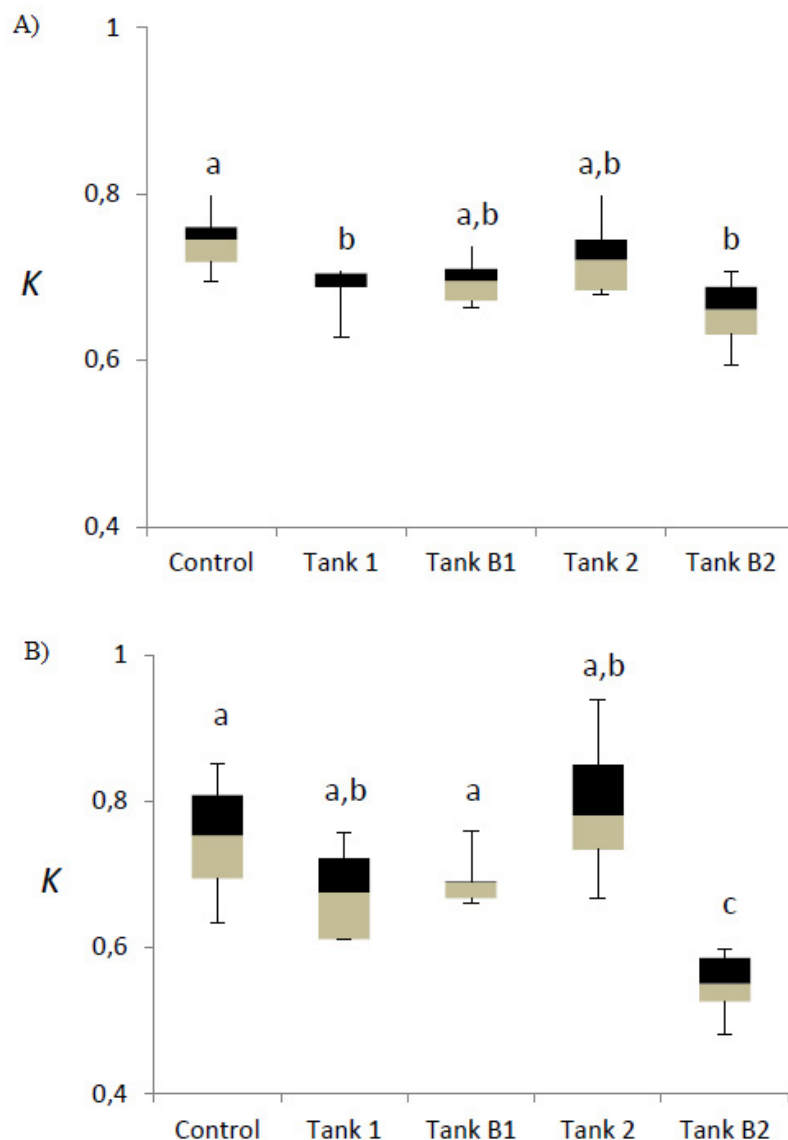 A)
1
a
a,b
0,8
a,b
b
b
K
0,6
0,4
Control Tank 1 Tank B1 Tank 2 Tank B2
B)
1
a,b
a
a,b
a
0,8
K
c
0,6
0,4
Control Tank 1 Tank B1 Tank 2 Tank B2